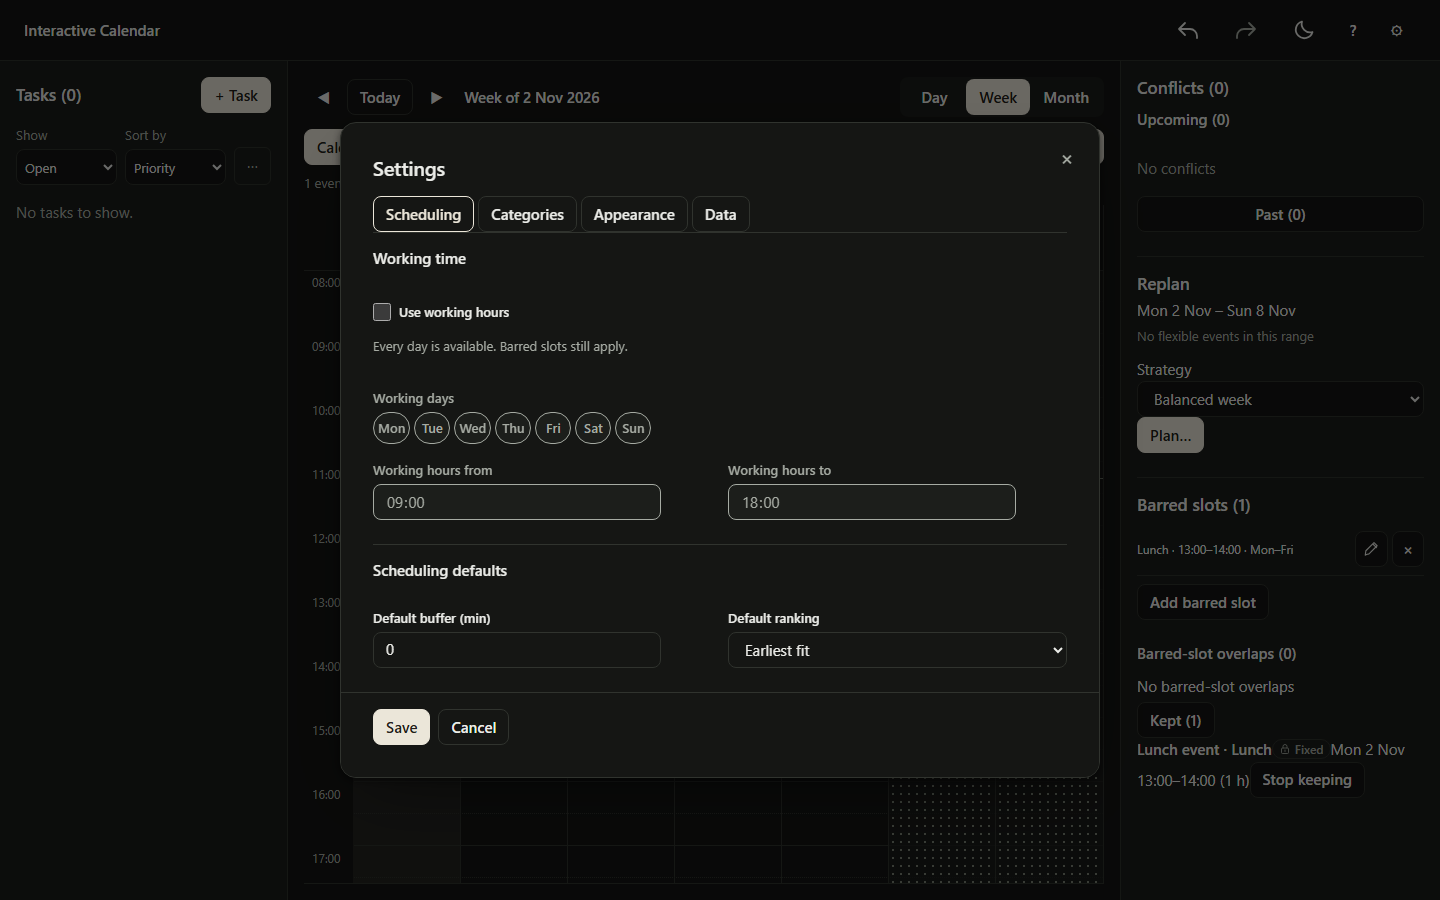 Interactive Calendar
?
Tasks (0)
+ Task
Show
Sort by
Open
Priority
...
No tasks to show.
Today
Week of 2 Nov 2026
Day
Week
Month
1
08:00
09:00
10:00
11:00
12:00
13:00
14:00
15:00
16:00
17:00
Settings
×
Scheduling
Categories
Appearance
Data
Working time
Use working hours
Every day is available. Barred slots still apply.
Working days
Mon
Tue
Wed
Thu
Fri
Sat
Sun
Working hours from
Working hours to
09:00
18:00
Scheduling defaults
Default buffer (min)
Default ranking
0
Earliest fit
Save
Cancel
Conflicts (0)
Upcoming (0)
No conflicts
Past (0)
Replan
Mon 2 Nov – Sun 8 Nov
No flexible events in this range
Strategy
Balanced week
Plan...
Barred slots (1)
Lunch · 13:00–14:00 · Mon–Fri
×
Add barred slot
Barred-slot overlaps (0)
No barred-slot overlaps
Kept (1)
Lunch event · Lunch Fixed Mon 2 Nov
13:00–14:00 (1 h) Stop keeping